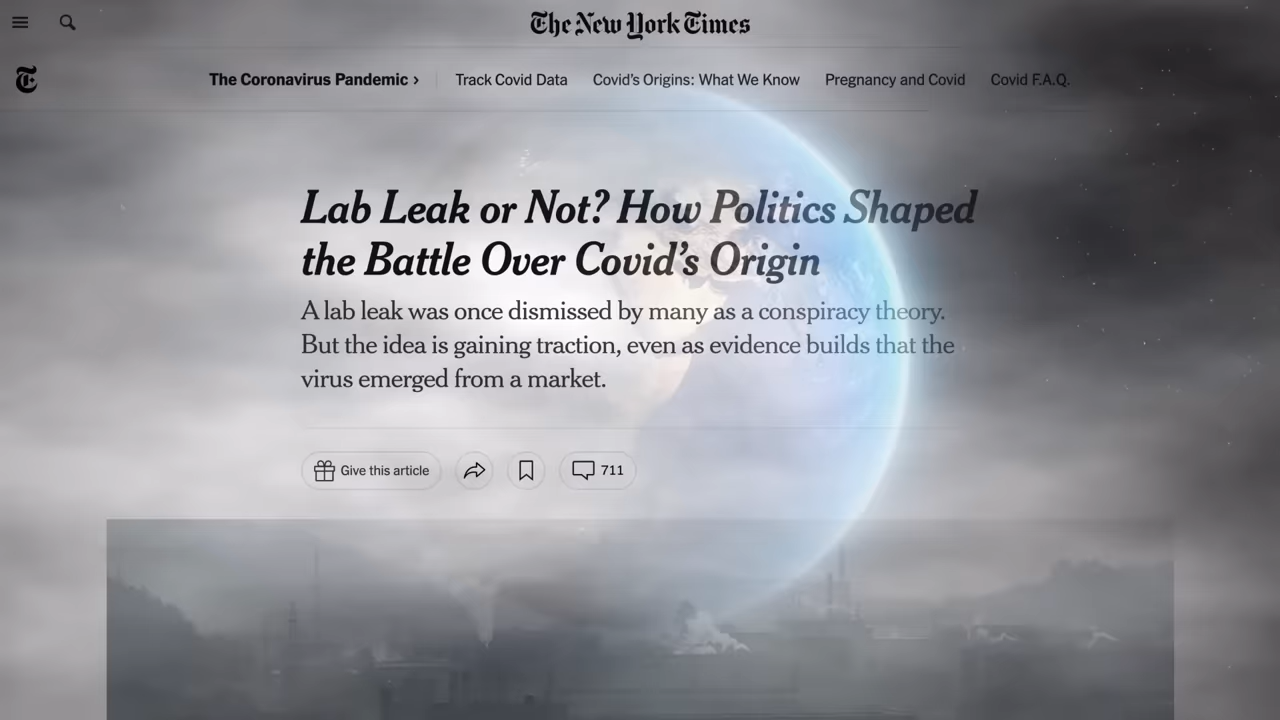 The New York Times
The Coronavirus Pandemic › Track Covid Data Covid’s Origins: What We Know Pregnancy and Covid Covid F.A.Q.
Lab Leak or Not? How Politics Shaped
the Battle Over Covid’s Origin
A lab leak was once dismissed by many as a conspiracy theory.
But the idea is gaining traction, even as evidence builds that the
virus emerged from a market.
Give this article 711